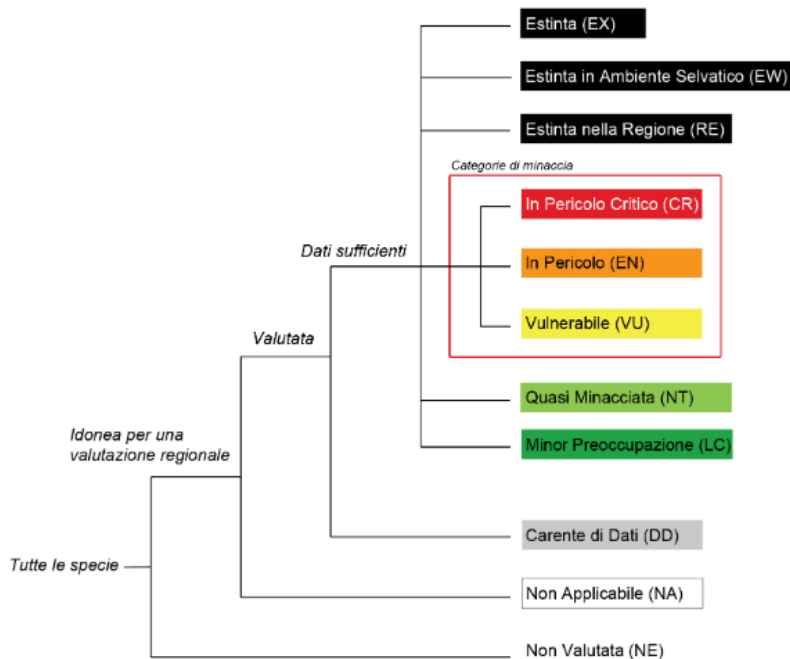 Estinta (EX)
Estinta in Ambiente Selvatico (EW)
Estinta nella Regione (RE)
Categorie di minaccia
In Pericolo Critico (CR)
Dati sufficienti
In Pericolo (EN)
Vulnerabile (VU)
Valutata
Quasi Minacciata (NT)
Idonea per una
valutazione regionale
Minor Preoccupazione (LC)
Carente di Dati (DD)
Tutte le specie
Non Applicabile (NA)
Non Valutata (NE)